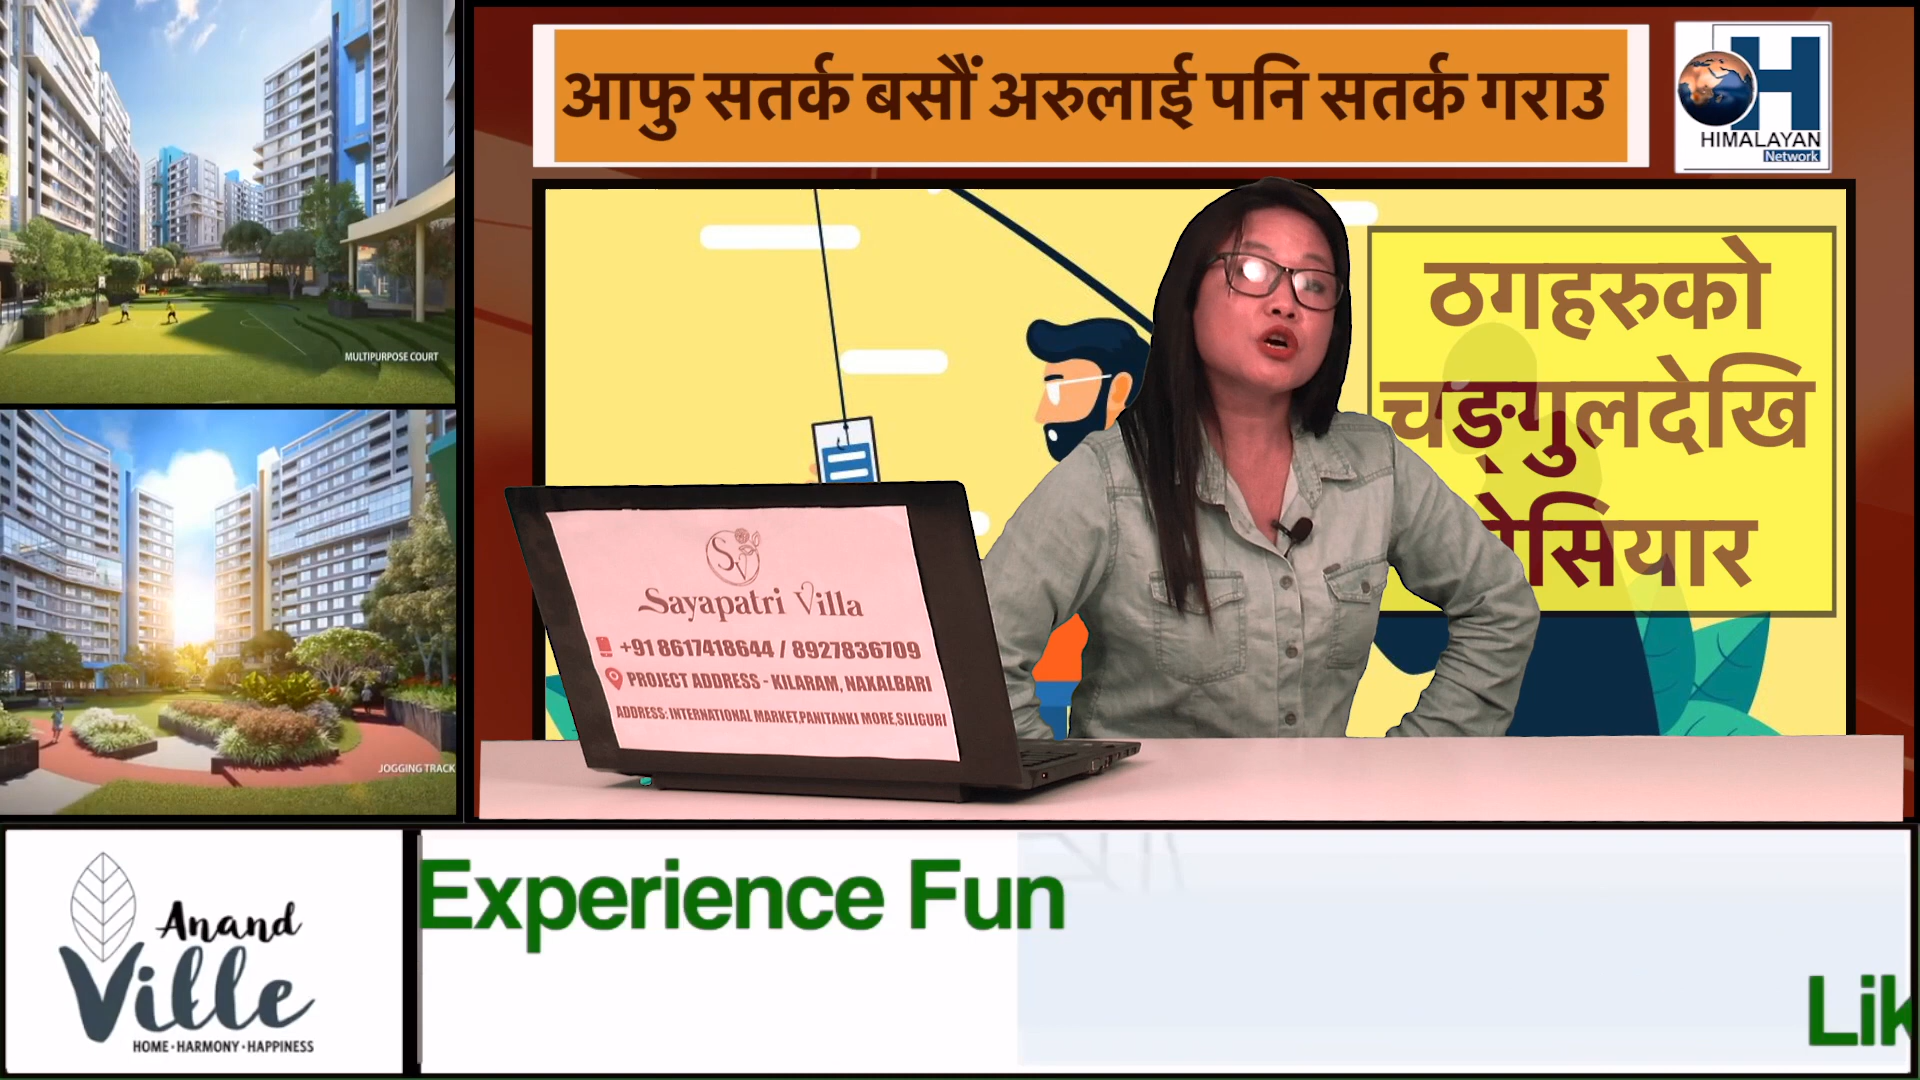 आफु सतर्क बसौं अरुलाई पनि सतर्क गराउ
H
HIMALAYAN
Network
MULTIPURPOSE COURT
ठगहरुको
चङ्गुलदेखि
JOGGING TRACK
SV
Sayapatri Villa
+91 8617418644 / 8927836709
PROJECT ADDRESS - KILARAM, NAXALBARI
ADDRESS: INTERNATIONAL MARKET,PANITANKI MORE,SILIGURI
Anand
Ville
HOME • HARMONY • HAPPINESS
Experience Fun